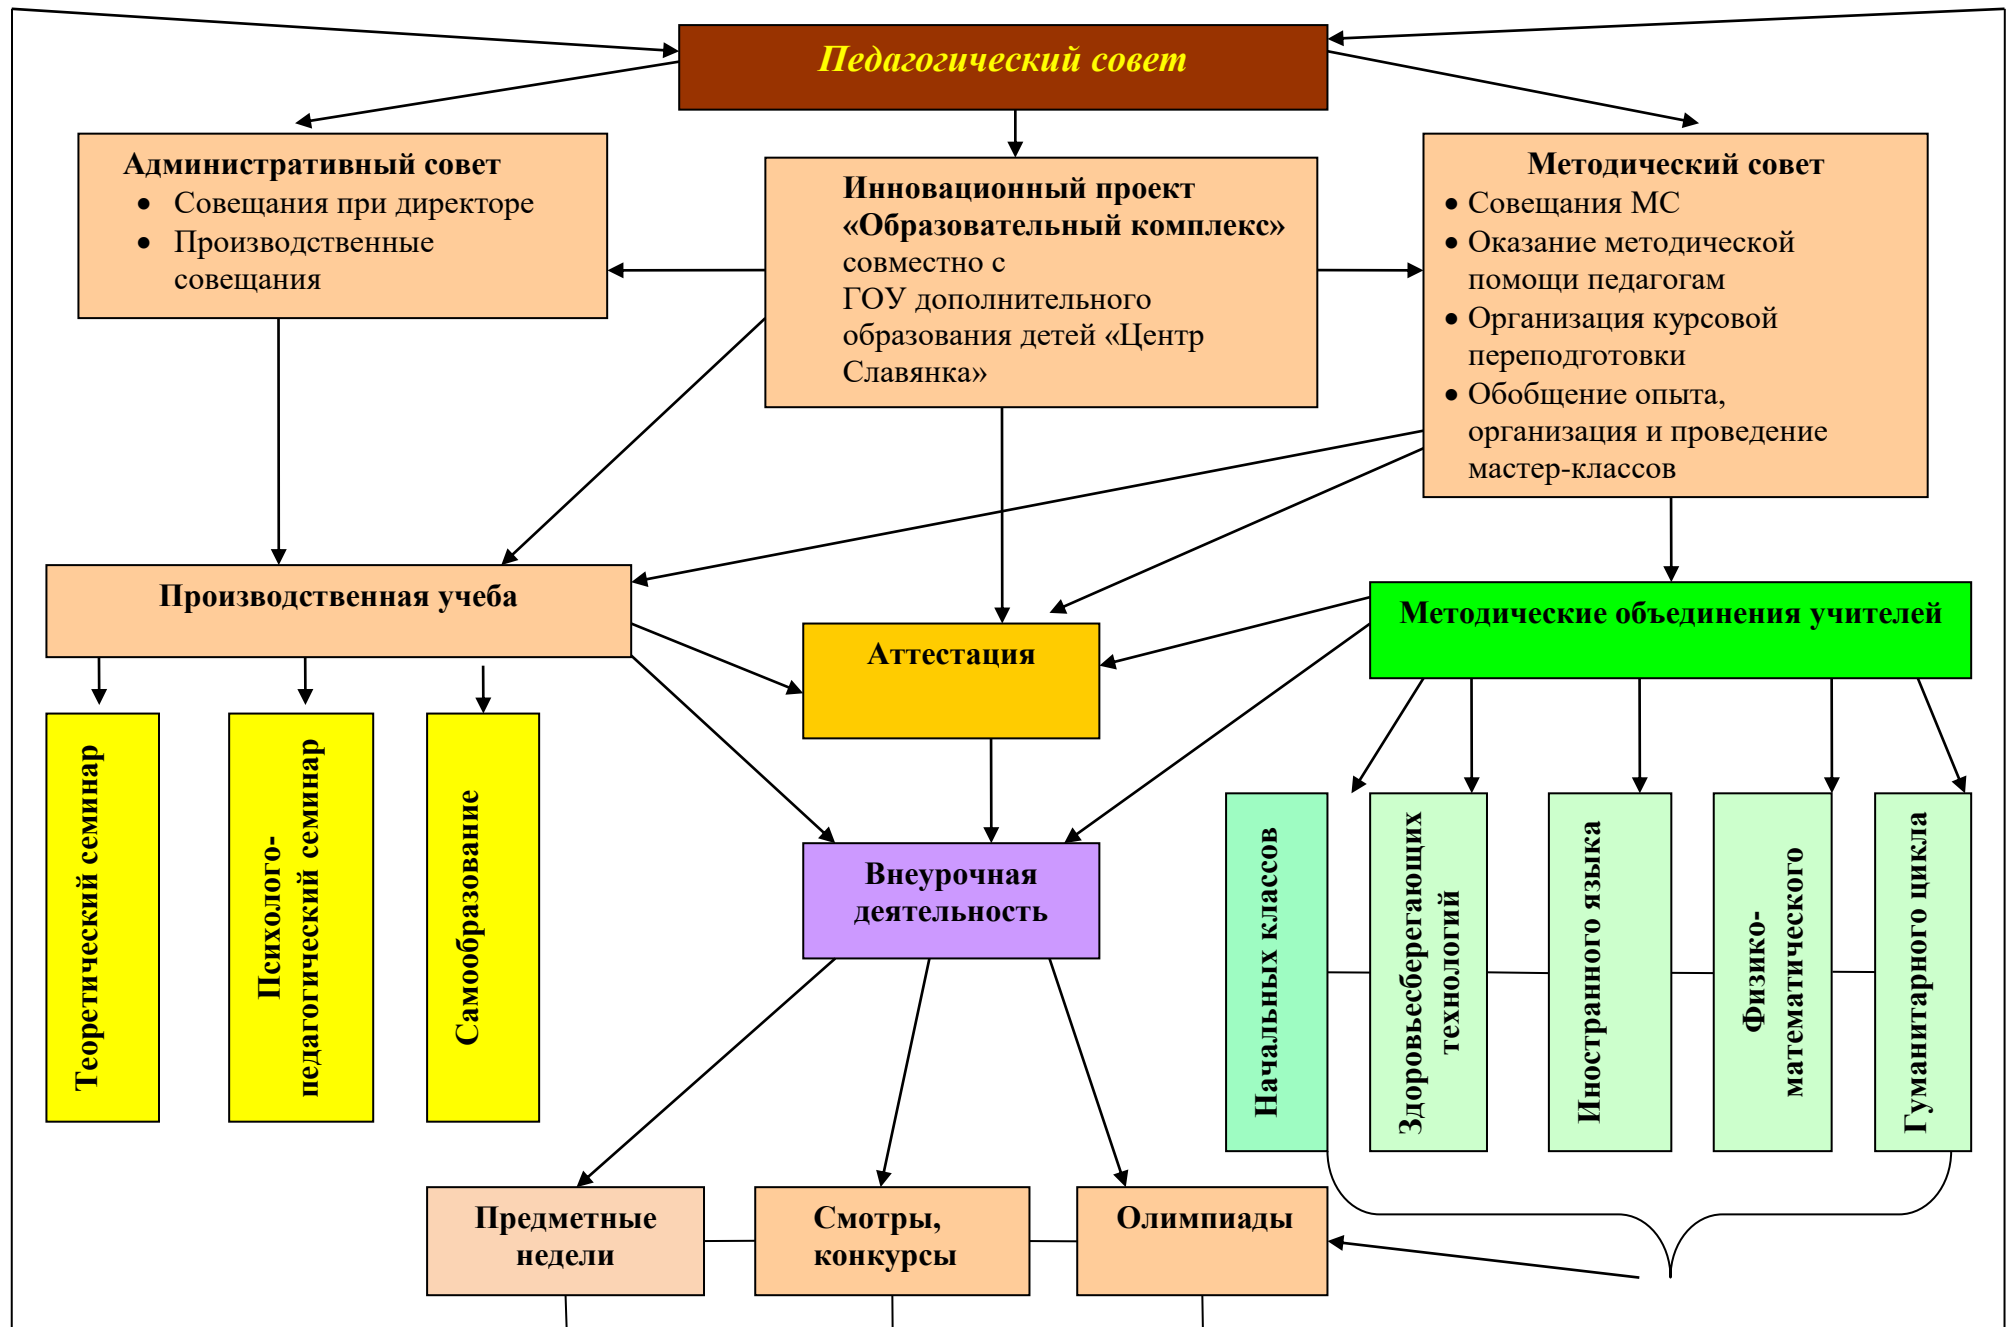 Педагогический совет
Административный совет
• Совещания при директоре
• Производственные
совещания
Инновационный проект
«Образовательный комплекс»
совместно с
ГОУ дополнительного
образования детей «Центр
Славянка»
Методический совет
• Совещания МС
• Оказание методической
помощи педагогам
• Организация курсовой
переподготовки
• Обобщение опыта,
организация и проведение
мастер-классов
Производственная учеба
Аттестация
Методические объединения учителей
Теоретический семинар
Психолого-
педагогический семинар
Самообразование
Внеурочная
деятельность
Начальных классов
Здоровьесберегающих
технологий
Иностранного языка
Физико-
математического
Гуманитарного цикла
Предметные
недели
Смотры,
конкурсы
Олимпиады